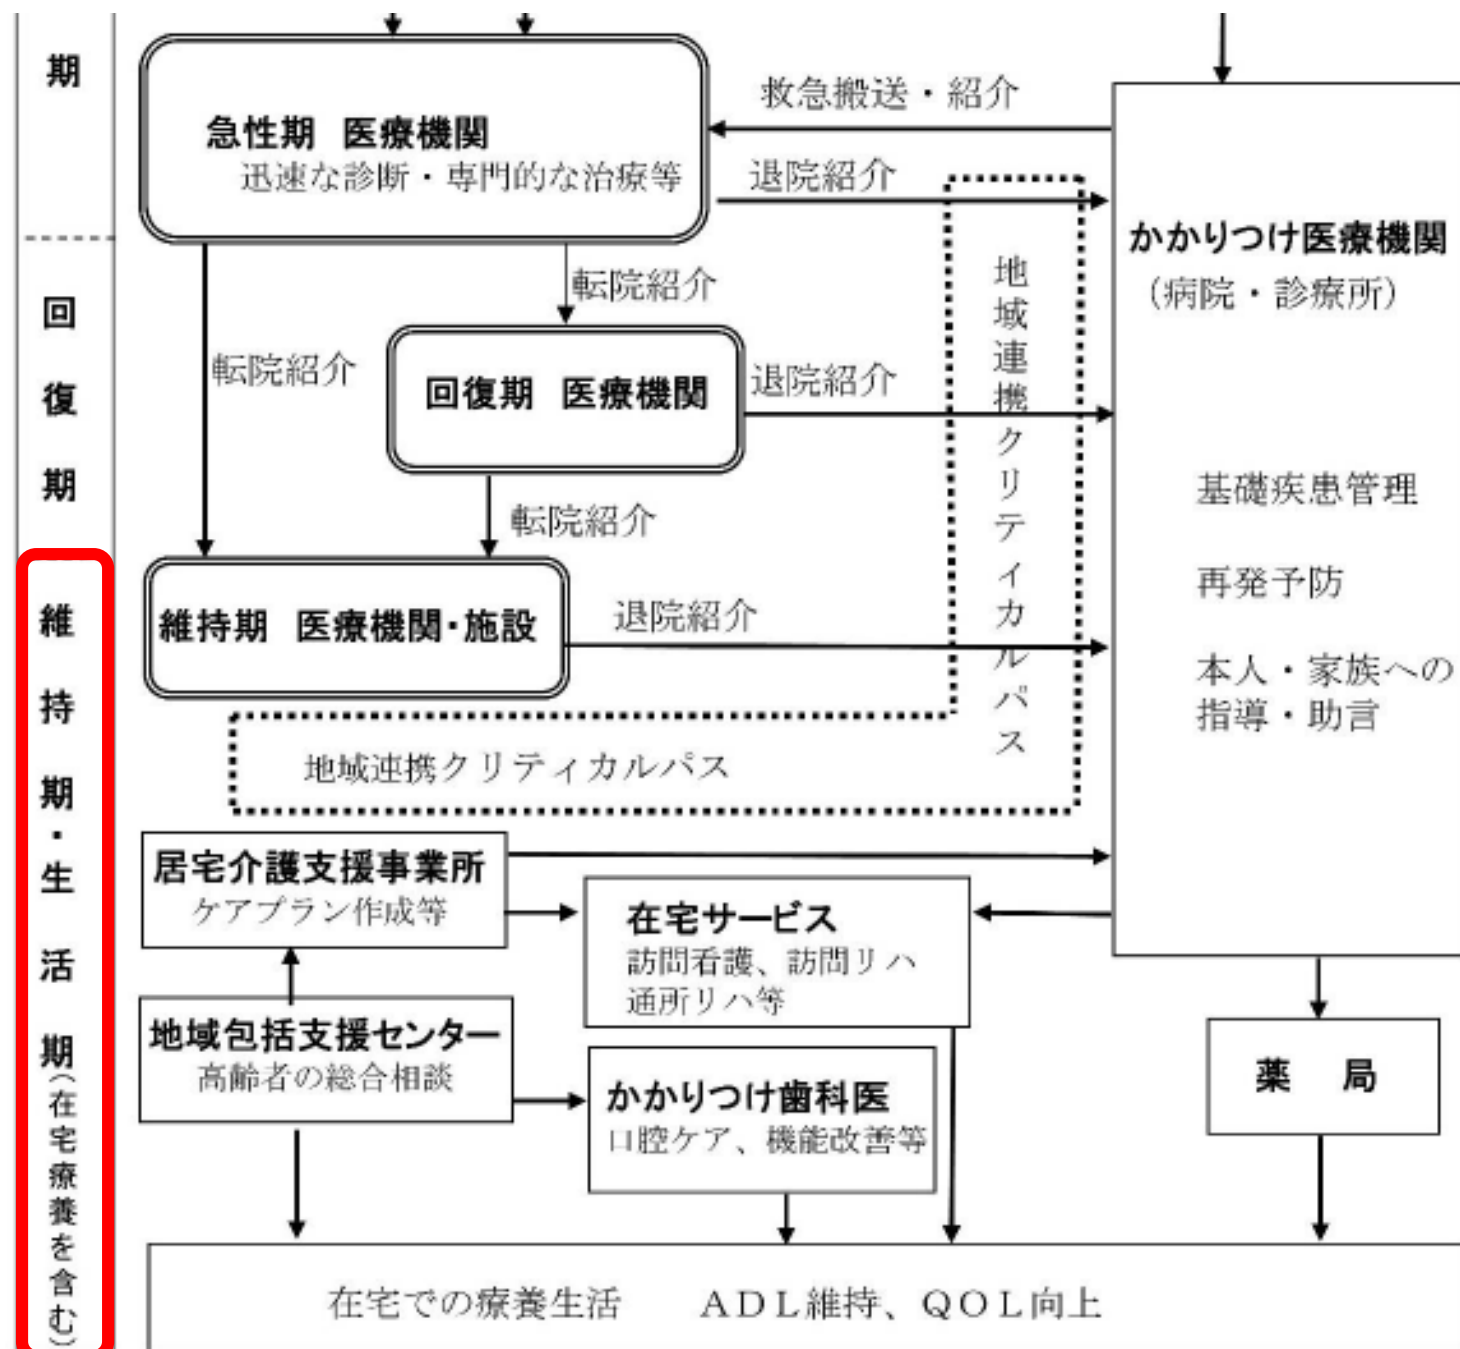 期
回復期
維持期・生活期（在宅療養を含む）
急性期　医療機関
迅速な診断・専門的な治療等
救急搬送・紹介
退院紹介
かかりつけ医療機関
（病院・診療所）
転院紹介
転院紹介
回復期　医療機関
退院紹介
地域連携クリティカルパス
基礎疾患管理
転院紹介
再発予防
維持期　医療機関・施設
退院紹介
本人・家族への
指導・助言
地域連携クリティカルパス
居宅介護支援事業所
ケアプラン作成等
在宅サービス
訪問看護、訪問リハ
通所リハ等
地域包括支援センター
高齢者の総合相談
かかりつけ歯科医
口腔ケア、機能改善等
薬　局
在宅での療養生活　　ＡＤＬ維持、ＱＯＬ向上